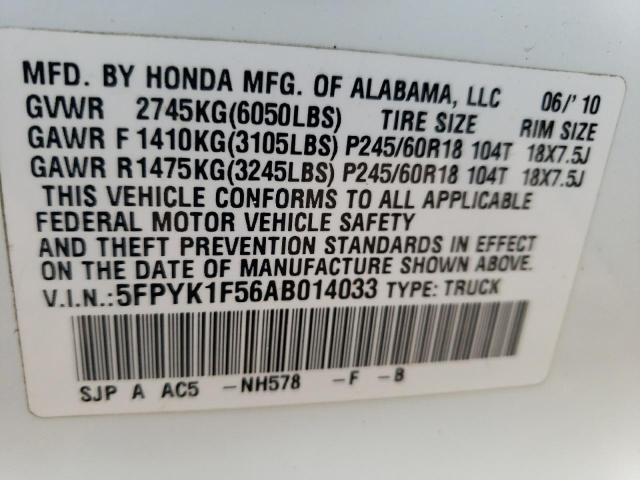 MFD. BY HONDA MFG. OF ALABAMA, LLC 06/'10
GVWR 2745KG(6050LBS) TIRE SIZE RIM SIZE
GAWR F 1410KG(3105LBS) P245/60R18 104T 18X7.5J
GAWR R1475KG(3245LBS) P245/60R18 104T 18X7.5J
THIS VEHICLE CONFORMS TO ALL APPLICABLE
FEDERAL MOTOR VEHICLE SAFETY
AND THEFT PREVENTION STANDARDS IN EFFECT
ON THE DATE OF MANUFACTURE SHOWN ABOVE.
V.I.N.:5FPYK1F56AB014033 TYPE: TRUCK
SJP A AC5 -NH578 -F -B